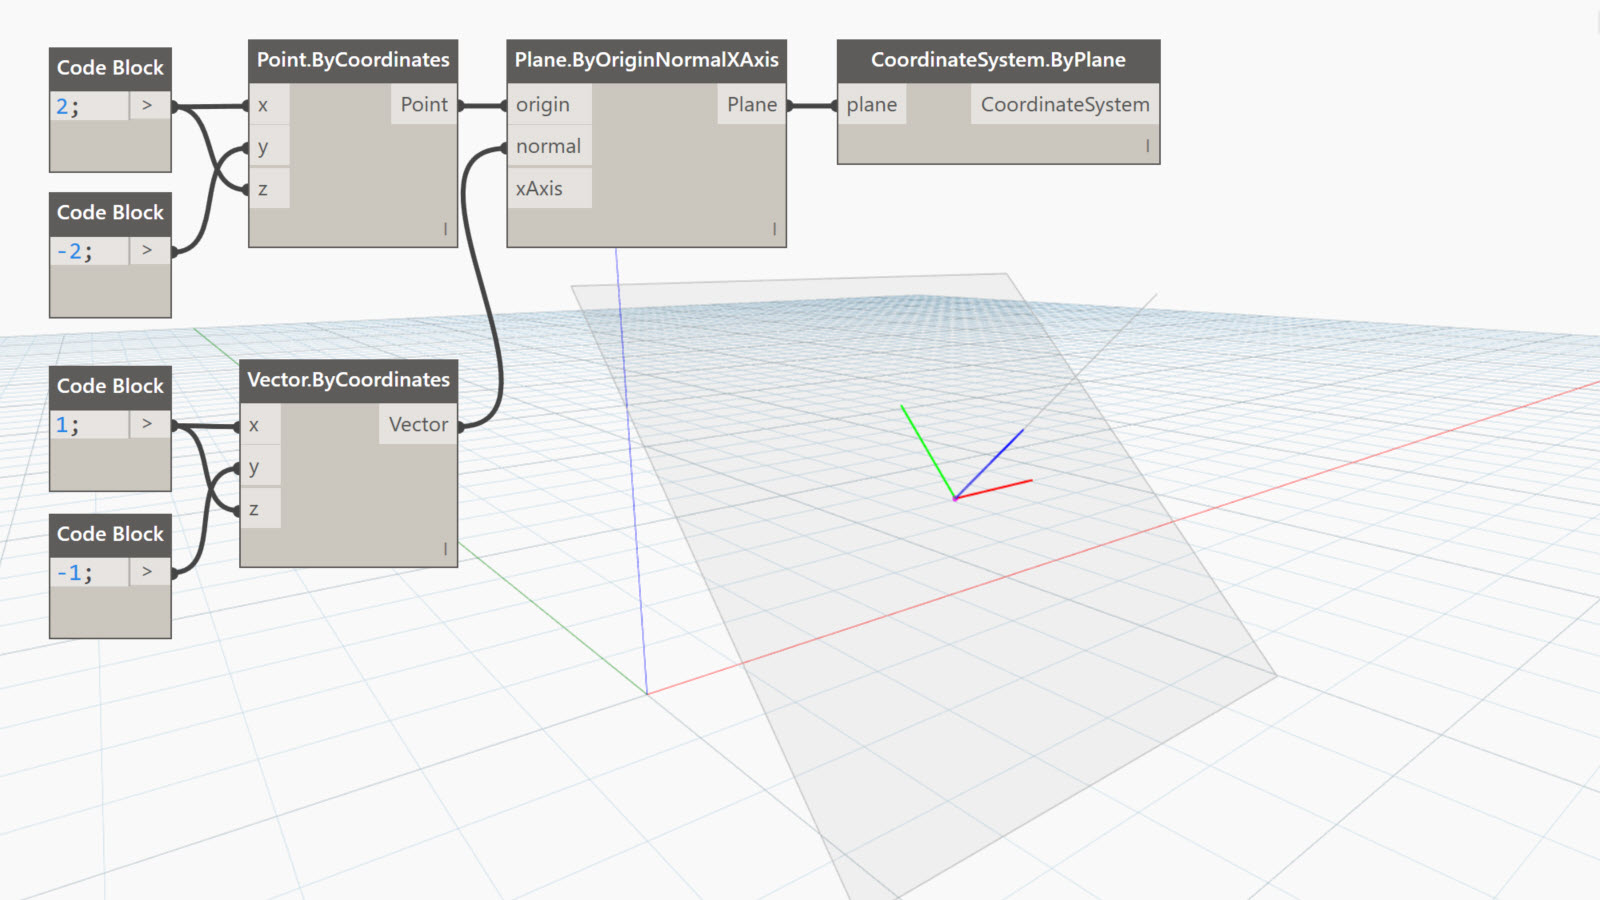 Code Block
2; >
Code Block
-2; >
Point.ByCoordinates
x Point
y
z
l
Plane.ByOriginNormalXAxis
origin Plane
normal
xAxis
l
CoordinateSystem.ByPlane
plane CoordinateSystem
l
Code Block
1; >
Code Block
-1; >
Vector.ByCoordinates
x Vector
y
z
l